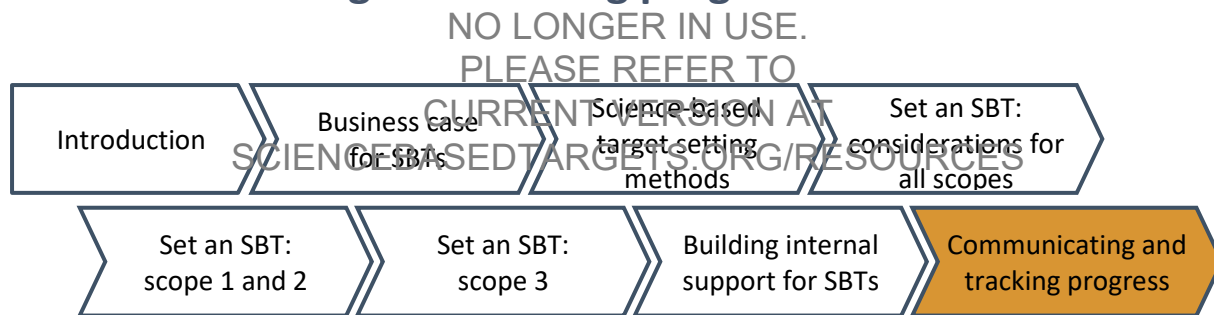 NO LONGER IN USE.
PLEASE REFER TO
CURRENT VERSION AT
SCIENCEBASEDTARGETS.ORG/RESOURCES
Introduction
Business case
for SBTs
Science-based
target setting
methods
Set an SBT:
considerations for
all scopes
Set an SBT:
scope 1 and 2
Set an SBT:
scope 3
Building internal
support for SBTs
Communicating and
tracking progress